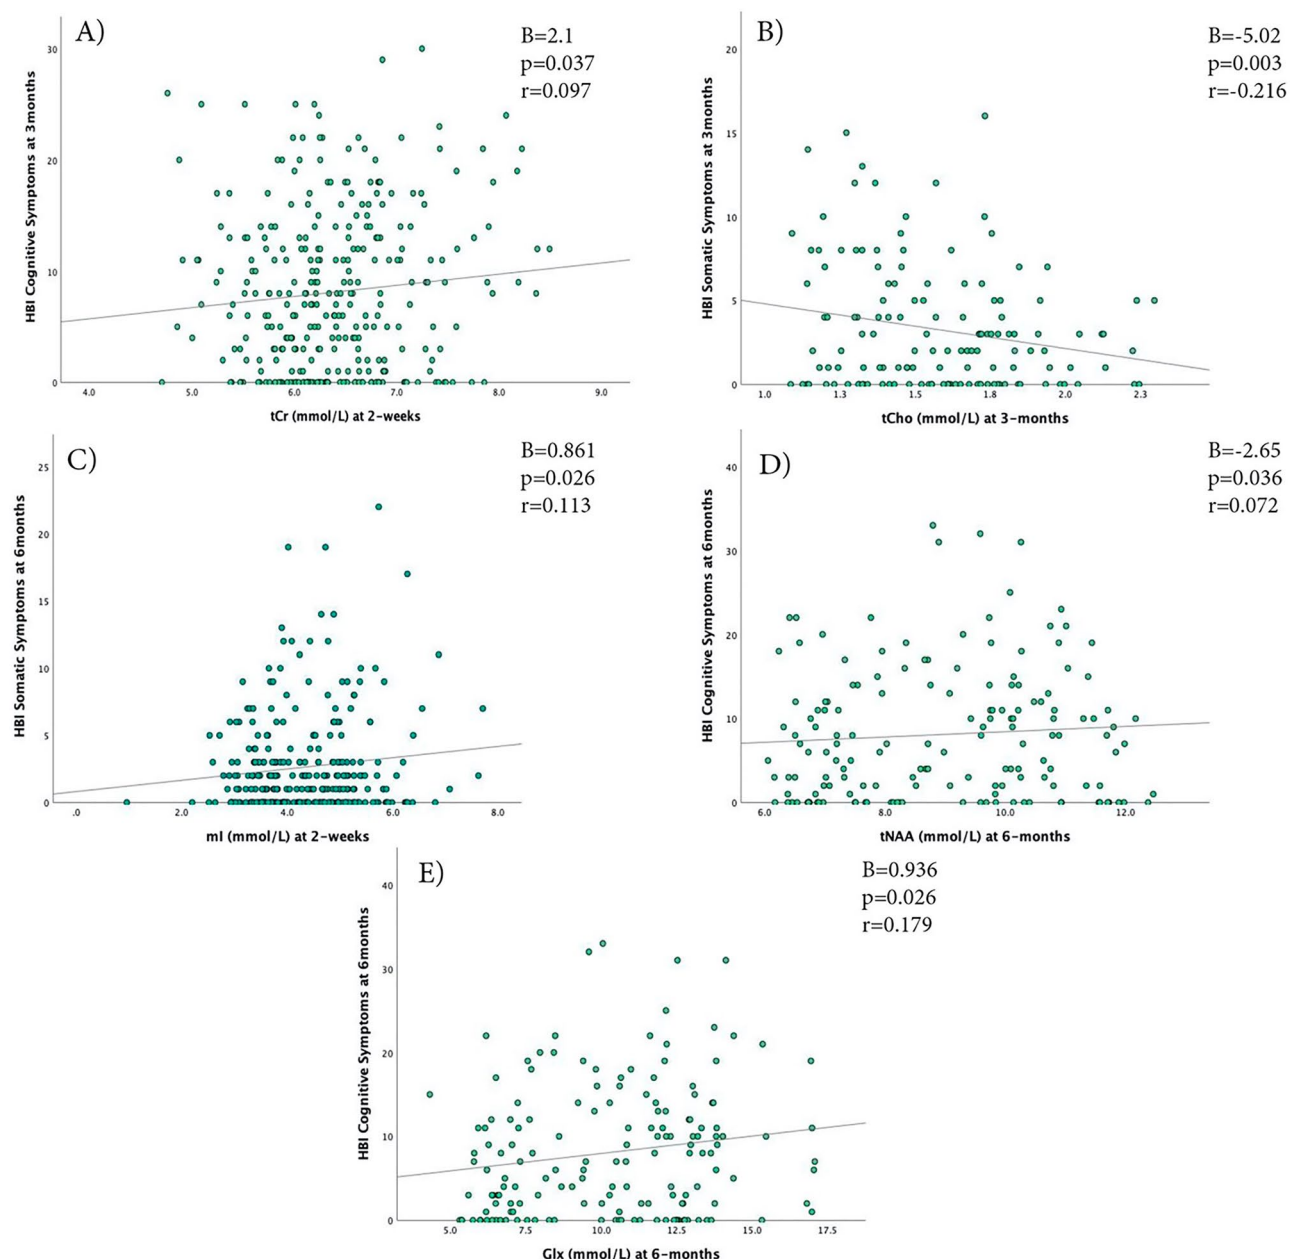 A)
B=2.1
p=0.037
r=0.097
HBI Cognitive Symptoms at 3months
30
20
10
0
4.0 5.0 6.0 7.0 8.0 9.0
tCr (mmol/L) at 2-weeks
B)
B=-5.02
p=0.003
r=-0.216
HBI Somatic Symptoms at 3months
20
15
10
5
0
1.0 1.3 1.5 1.8 2.0 2.3
tCho (mmol/L) at 3-months
C)
B=0.861
p=0.026
r=0.113
HBI Somatic Symptoms at 6months
25
20
15
10
5
0
.0 2.0 4.0 6.0 8.0
mI (mmol/L) at 2-weeks
D)
B=-2.65
p=0.036
r=0.072
HBI Cognitive Symptoms at 6months
40
30
20
10
0
6.0 8.0 10.0 12.0
tNAA (mmol/L) at 6-months
E)
B=0.936
p=0.026
r=0.179
HBI Cognitive Symptoms at 6months
40
30
20
10
0
5.0 7.5 10.0 12.5 15.0 17.5
Glx (mmol/L) at 6-months